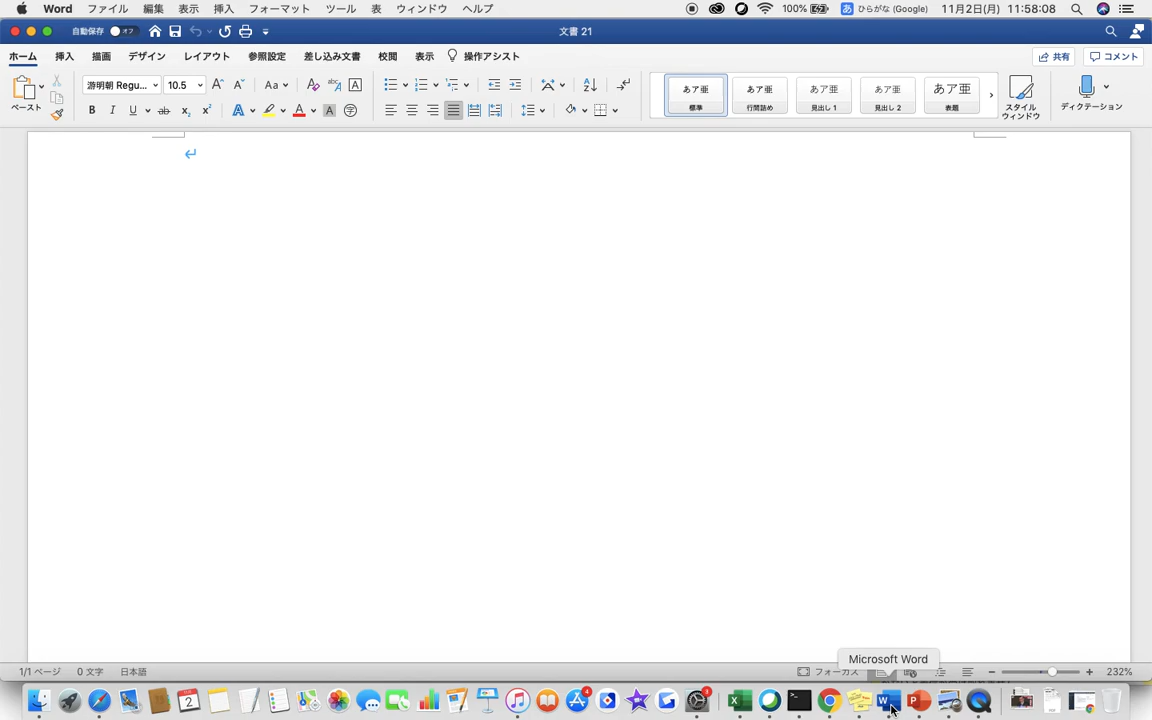 Word ファイル 編集 表示 挿入 フォーマット ツール 表 ウィンドウ ヘルプ 100% あ ひらがな (Google) 11月2日(月) 11:58:08
自動保存 オフ 文書 21
ホーム 挿入 描画 デザイン レイアウト 参照設定 差し込み文書 校閲 表示 操作アシスト 共有 コメント
ペースト 游明朝 Regu... 10.5 A A Aa abc A
B I U ab X₂ X² A A A 字
あア亜 あア亜 あア亜 あア亜 あア亜
標準 行間詰め 見出し 1 見出し 2 表題
スタイル
ウィンドウ
ディクテーション
Microsoft Word
1/1 ページ 0 文字 日本語 フォーカス 232%